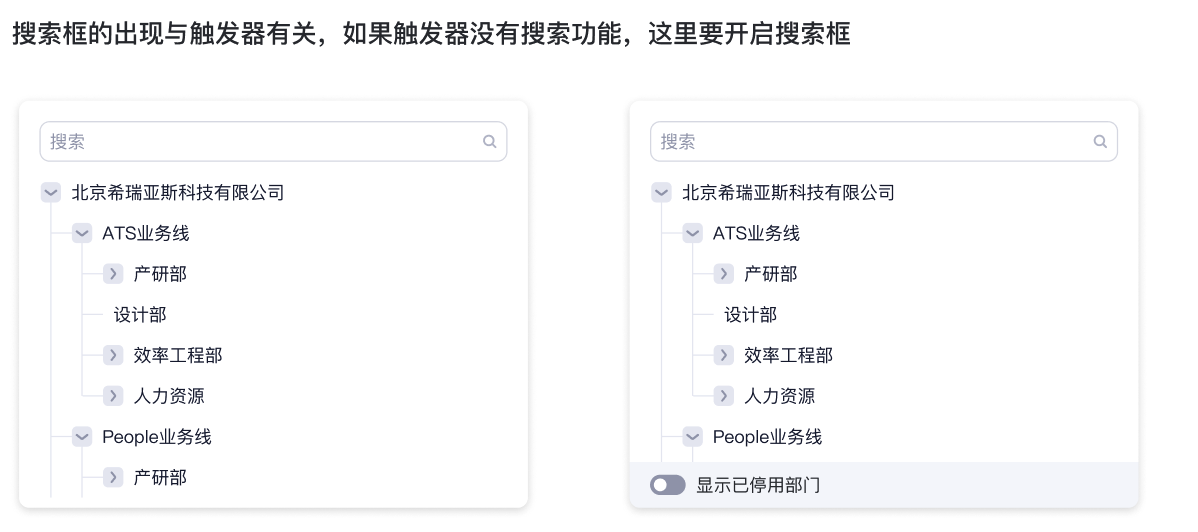 搜索框的出现与触发器有关，如果触发器没有搜索功能，这里要开启搜索框
搜索
北京希瑞亚斯科技有限公司
ATS业务线
产研部
设计部
效率工程部
人力资源
People业务线
产研部
搜索
北京希瑞亚斯科技有限公司
ATS业务线
产研部
设计部
效率工程部
人力资源
People业务线
显示已停用部门